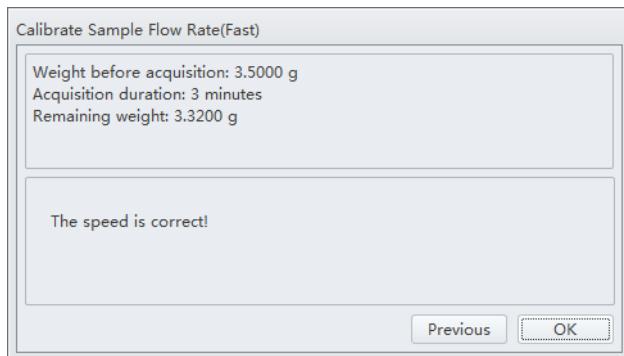 Calibrate Sample Flow Rate(Fast)
Weight before acquisition: 3.5000 g
Acquisition duration: 3 minutes
Remaining weight: 3.3200 g
The speed is correct!
Previous
OK